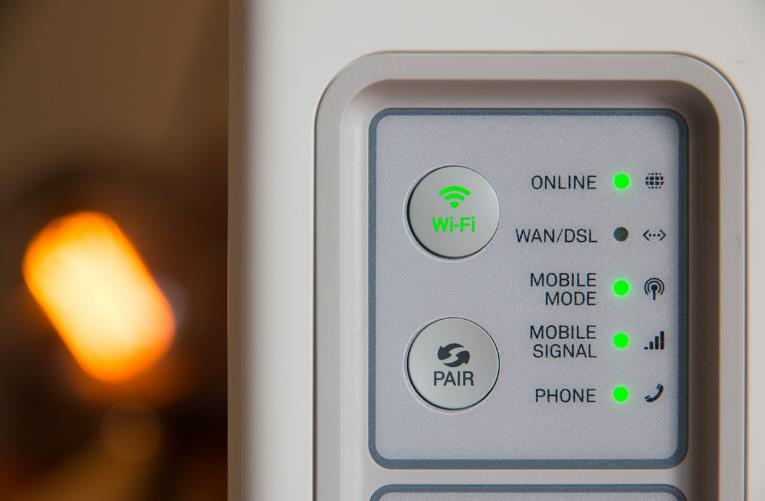 Wi-Fi
PAIR
ONLINE
WAN/DSL
MOBILE
MODE
MOBILE
SIGNAL
PHONE